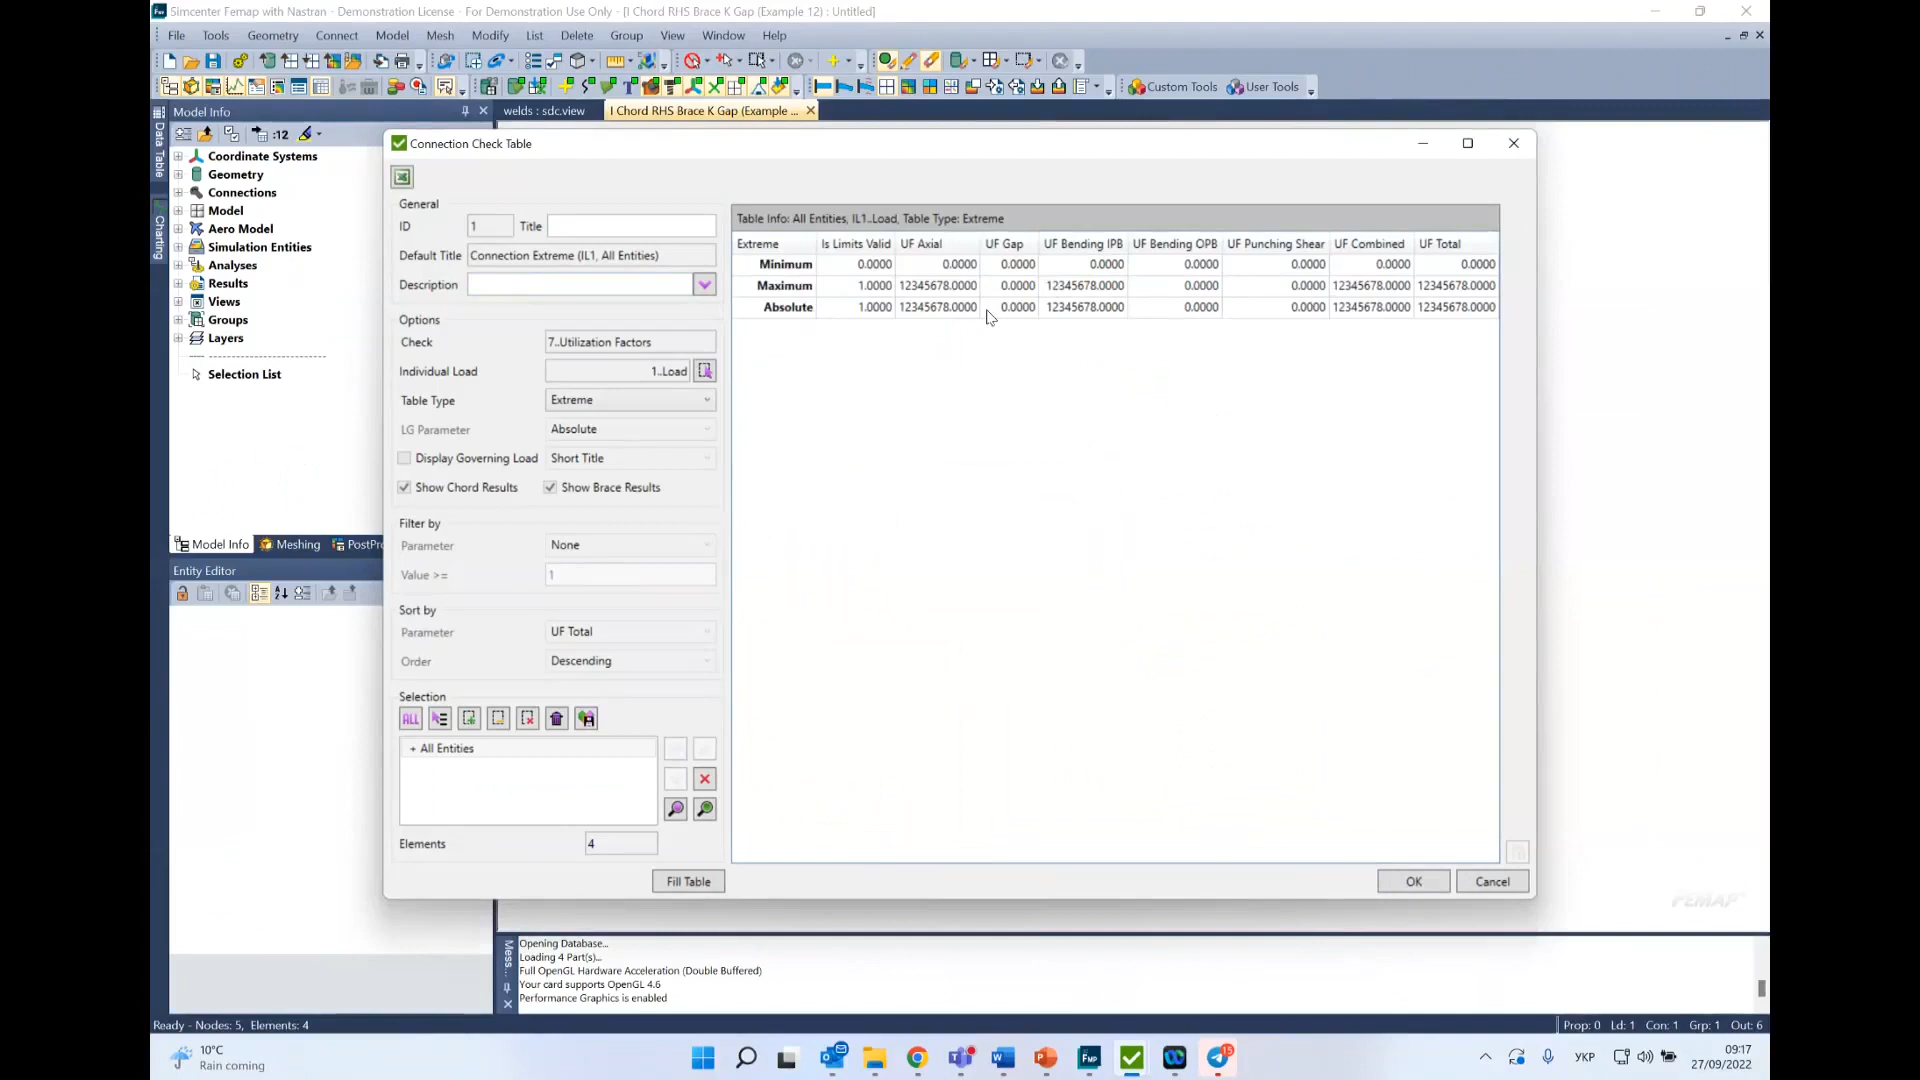 Simcenter Femap with Nastran - Demonstration License - For Demonstration Use Only - [I Chord RHS Brace K Gap (Example 12) : Untitled]
File Tools Geometry Connect Model Mesh Modify List Delete Group View Window Help
Custom Tools User Tools
Model Info
welds : sdc.view
I Chord RHS Brace K Gap (Example ...
:12
Data Table
Charting
Coordinate Systems
Geometry
Connections
Model
Aero Model
Simulation Entities
Analyses
Results
Views
Groups
Layers
Selection List
Model Info Meshing PostPr
Entity Editor
Connection Check Table
General
ID 1 Title
Default Title Connection Extreme (IL1, All Entities)
Description
Options
Check 7..Utilization Factors
Individual Load 1..Load
Table Type Extreme
LG Parameter Absolute
Display Governing Load Short Title
Show Chord Results Show Brace Results
Filter by
Parameter None
Value >= 1
Sort by
Parameter UF Total
Order Descending
Selection
ALL
+ All Entities
Elements 4
Fill Table
Table Info: All Entities, IL1..Load, Table Type: Extreme
Extreme Is Limits Valid UF Axial UF Gap UF Bending IPB UF Bending OPB UF Punching Shear UF Combined UF Total
Minimum 0.0000 0.0000 0.0000 0.0000 0.0000 0.0000 0.0000 0.0000
Maximum 1.0000 12345678.0000 0.0000 12345678.0000 0.0000 0.0000 12345678.0000 12345678.0000
Absolute 1.0000 12345678.0000 0.0000 12345678.0000 0.0000 0.0000 12345678.0000 12345678.0000
OK Cancel
FEMAP
Mess...
Opening Database...
Loading 4 Part(s)...
Full OpenGL Hardware Acceleration (Double Buffered)
Your card supports OpenGL 4.6
Performance Graphics is enabled
Ready - Nodes: 5, Elements: 4
Prop: 0 Ld: 1 Con: 1 Grp: 1 Out: 6
10°C
Rain coming
FMP
15
УКР
09:17
27/09/2022